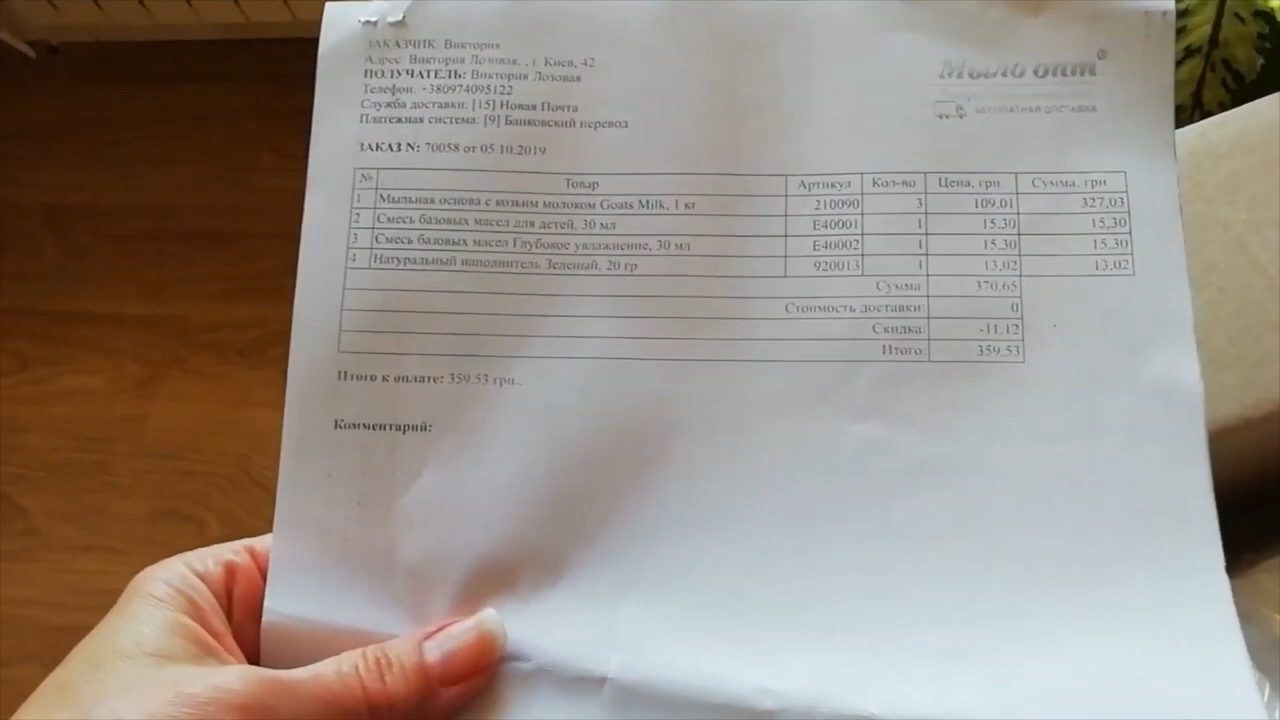 ЗАКАЗЧИК: Виктория
Адрес: Виктория Лозовая, , г. Киев, 42
ПОЛУЧАТЕЛЬ: Виктория Лозовая
Телефон: +380974095122
Служба доставки: [15] Новая Почта
Платежная система: [9] Банковский перевод
Мыло опт®
БЕСПЛАТНАЯ ДОСТАВКА
ЗАКАЗ N: 70058 от 05.10.2019
№ Товар Артикул Кол-во Цена, грн. Сумма, грн
1 Мыльная основа с козьим молоком Goats Milk, 1 кг 210090 3 109,01 327,03
2 Смесь базовых масел для детей, 30 мл E40001 1 15,30 15,30
3 Смесь базовых масел Глубокое увлажнение, 30 мл E40002 1 15,30 15,30
4 Натуральный наполнитель Зеленый, 20 гр 920013 1 13,02 13,02
Сумма: 370,65
Стоимость доставки: 0
Скидка: -11.12
Итого: 359,53
Итого к оплате: 359.53 грн..
Комментарий: